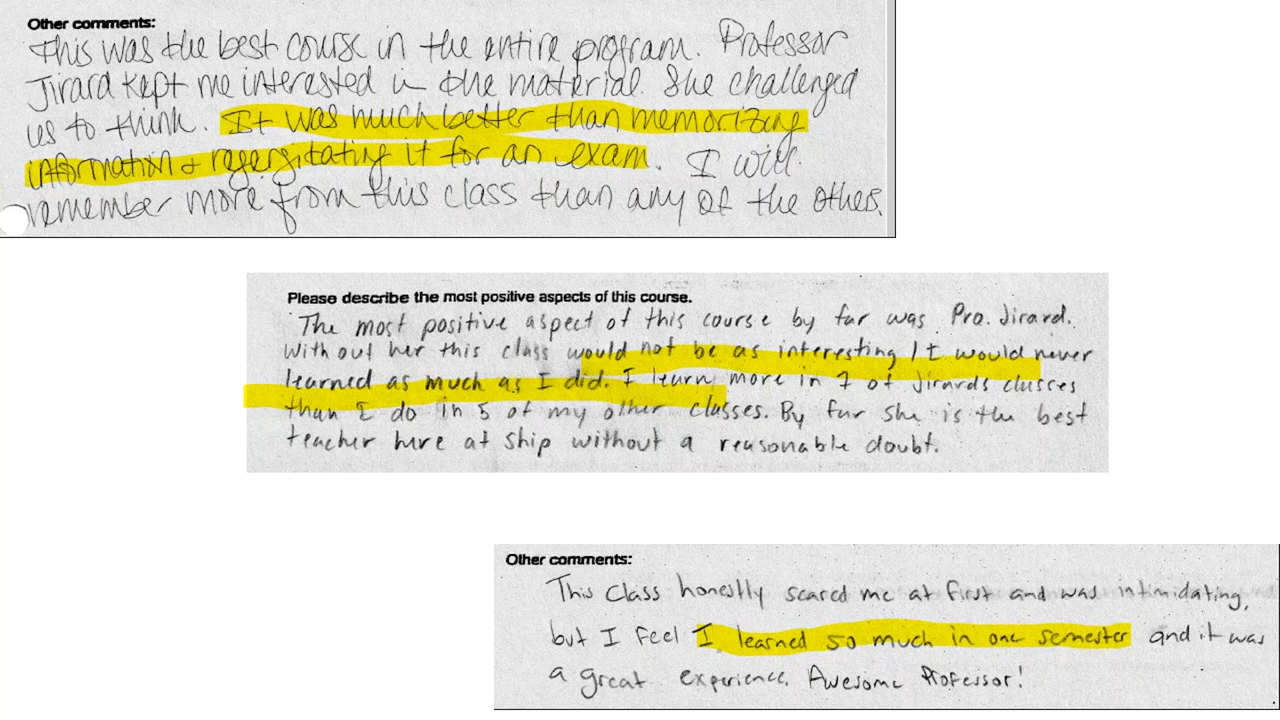 Other comments:
This was the best course in the entire program. Professor
Jirard kept me interested in the material. She challenged
us to think. It was much better than memorizing
information + regergitating it for an exam. I will
remember more from this class than any of the others.
Please describe the most positive aspects of this course.
The most positive aspect of this course by far was Pro. Jirard.
With out her this class would not be as interesting / I would never
learned as much as I did. I learn more in 1 of Jirards classes
than I do in 5 of my other classes. By far she is the best
teacher here at ship without a reasonable doubt.
Other comments:
This Class honestly scared me at first and was intimidating,
but I feel I learned so much in one semester and it was
a great experience. Awesome Professor!